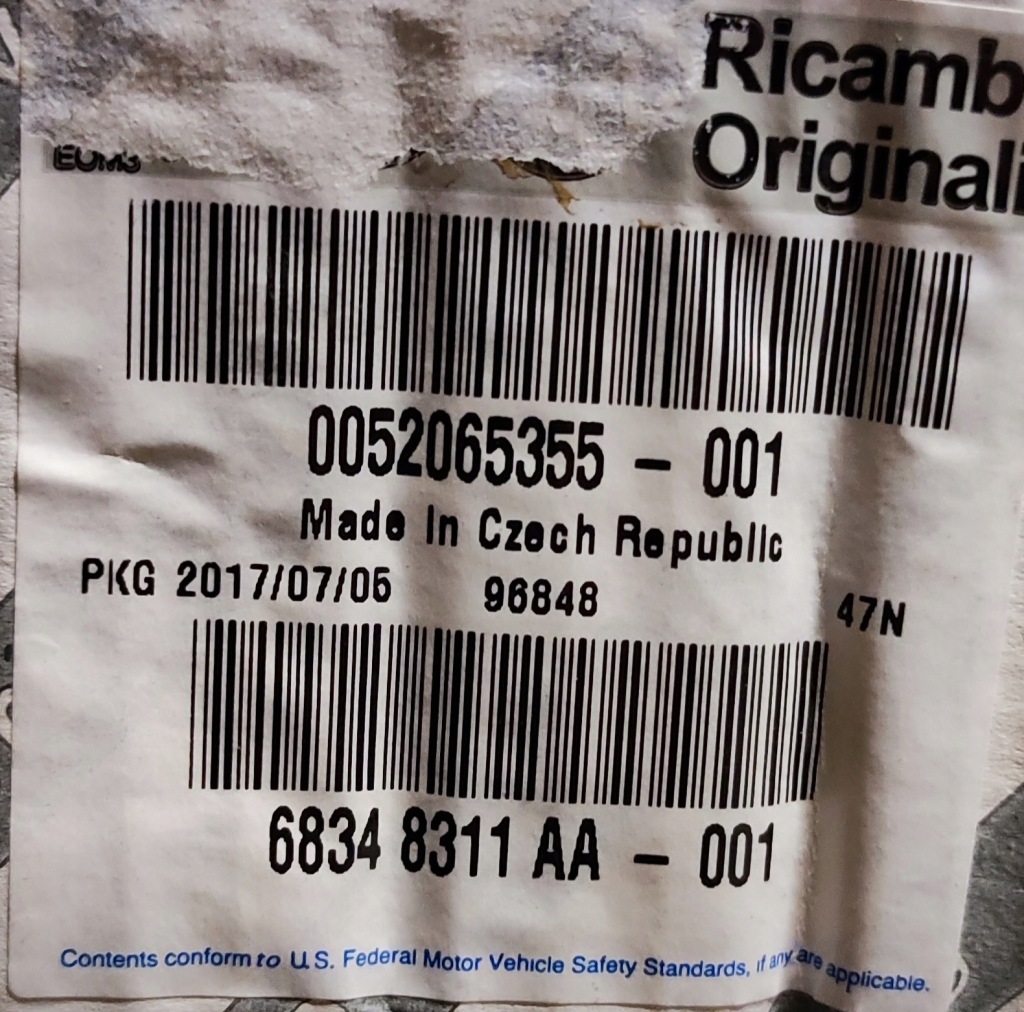 Ricamb
Originali
0052065355 - 001
Made In Czech Republic
PKG 2017/07/05 96848 47N
6834 8311 AA - 001
Contents conform to U.S. Federal Motor Vehicle Safety Standards, if any are applicable.